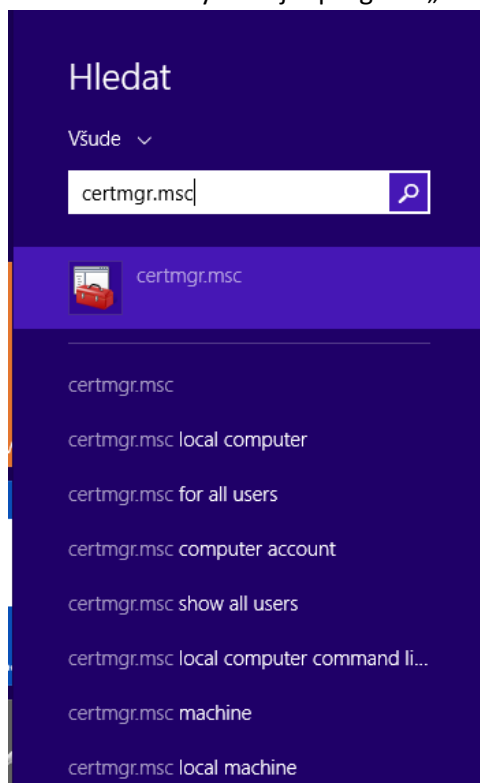 Hledat
Všude
certmgr.msc
certmgr.msc
certmgr.msc
certmgr.msc local computer
certmgr.msc for all users
certmgr.msc computer account
certmgr.msc show all users
certmgr.msc local computer command li...
certmgr.msc machine
certmgr.msc local machine